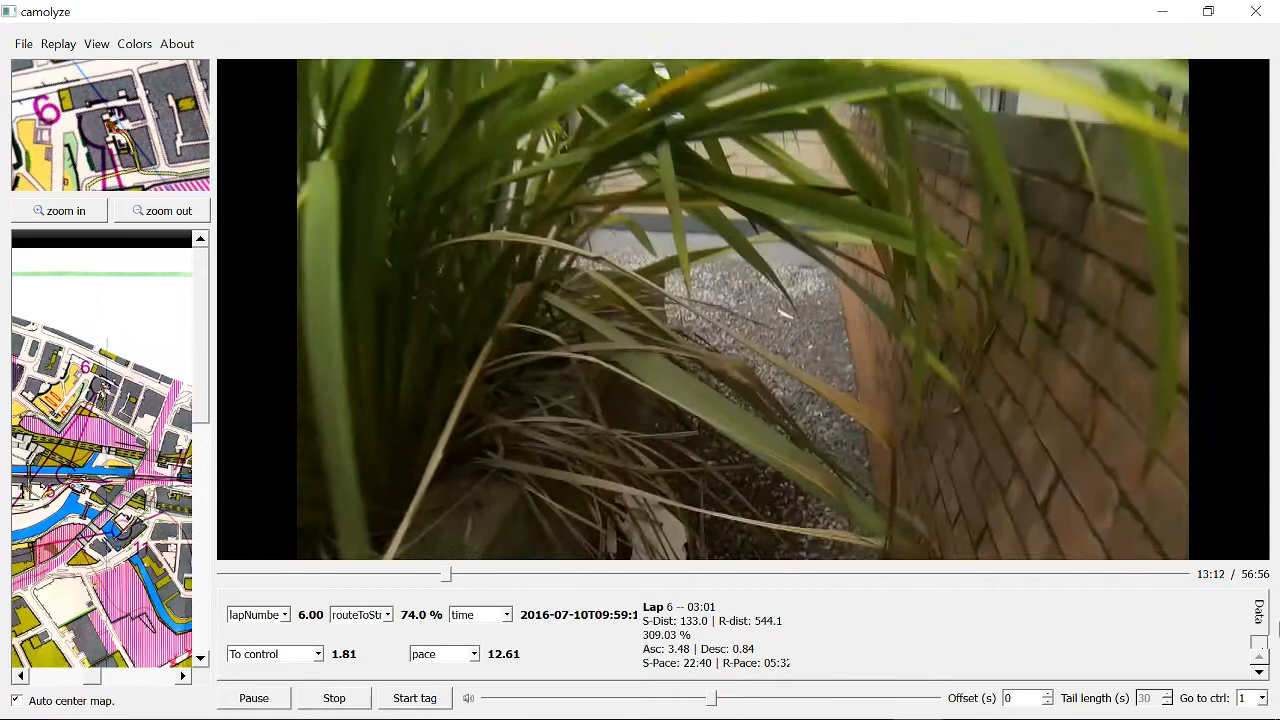 camolyze
File Replay View Colors About
6
zoom in zoom out
6
13:12 / 56:56
lapNumbe 6.00 routeToStr 74.0 % time 2016-07-10T09:59:1
To control 1.81 pace 12.61
Lap 6 -- 03:01
S-Dist: 133.0 | R-dist: 544.1
309.03 %
Asc: 3.48 | Desc: 0.84
S-Pace: 22:40 | R-Pace: 05:32
Data
Auto center map.
Pause Stop Start tag
Offset (s) 0 Tail length (s) 30 Go to ctrl: 1